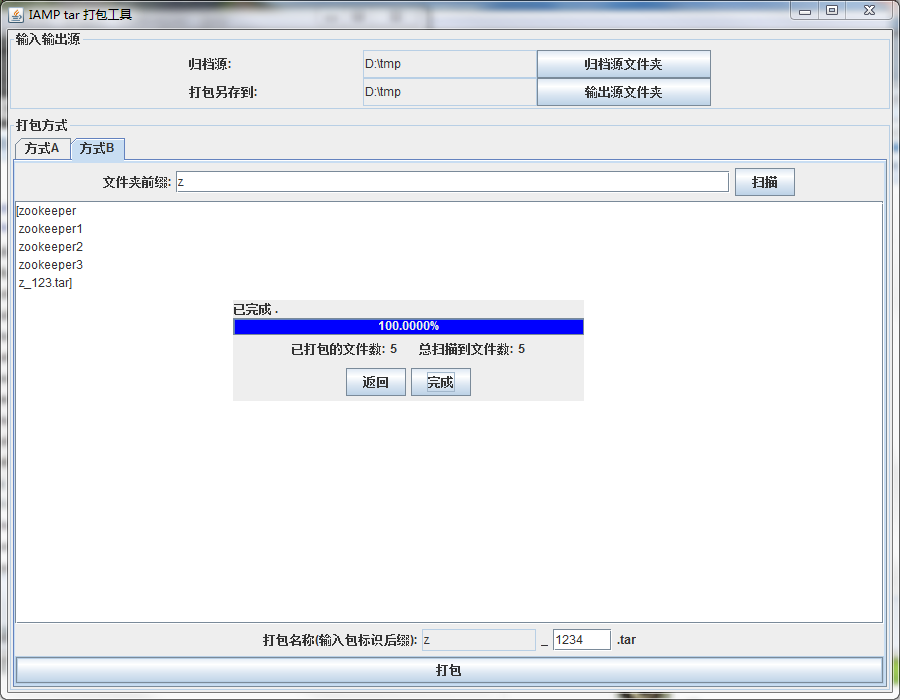 IAMP tar 打包工具
输入输出源
归档源: D:\tmp 归档源文件夹
打包另存到: D:\tmp 输出源文件夹
打包方式
方式A 方式B
文件夹前缀: z 扫描
[zookeeper
zookeeper1
zookeeper2
zookeeper3
z_123.tar]
已完成 .
100.0000%
已打包的文件数: 5 总扫描到文件数: 5
返回 完成
打包名称(输入包标识后缀): z _ 1234 .tar
打包